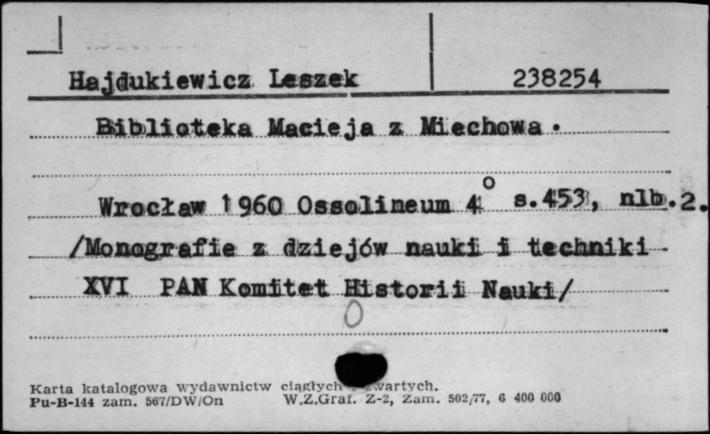 Hajdukiewicz Leszek 238254
Biblioteka Macieja z Miechowa.
Wrocław 1960 Ossolineum 4° s.453, nlb.2.
/Monografie z dziejów nauki i techniki
XVI PAN Komitet Historii Nauki/
Karta katalogowa wydawnictw ciągłych zwartych.
Pu-B-144 zam. 567/DW/On W.Z.Graf. Z-2, Zam. 502/77, 6 400 000